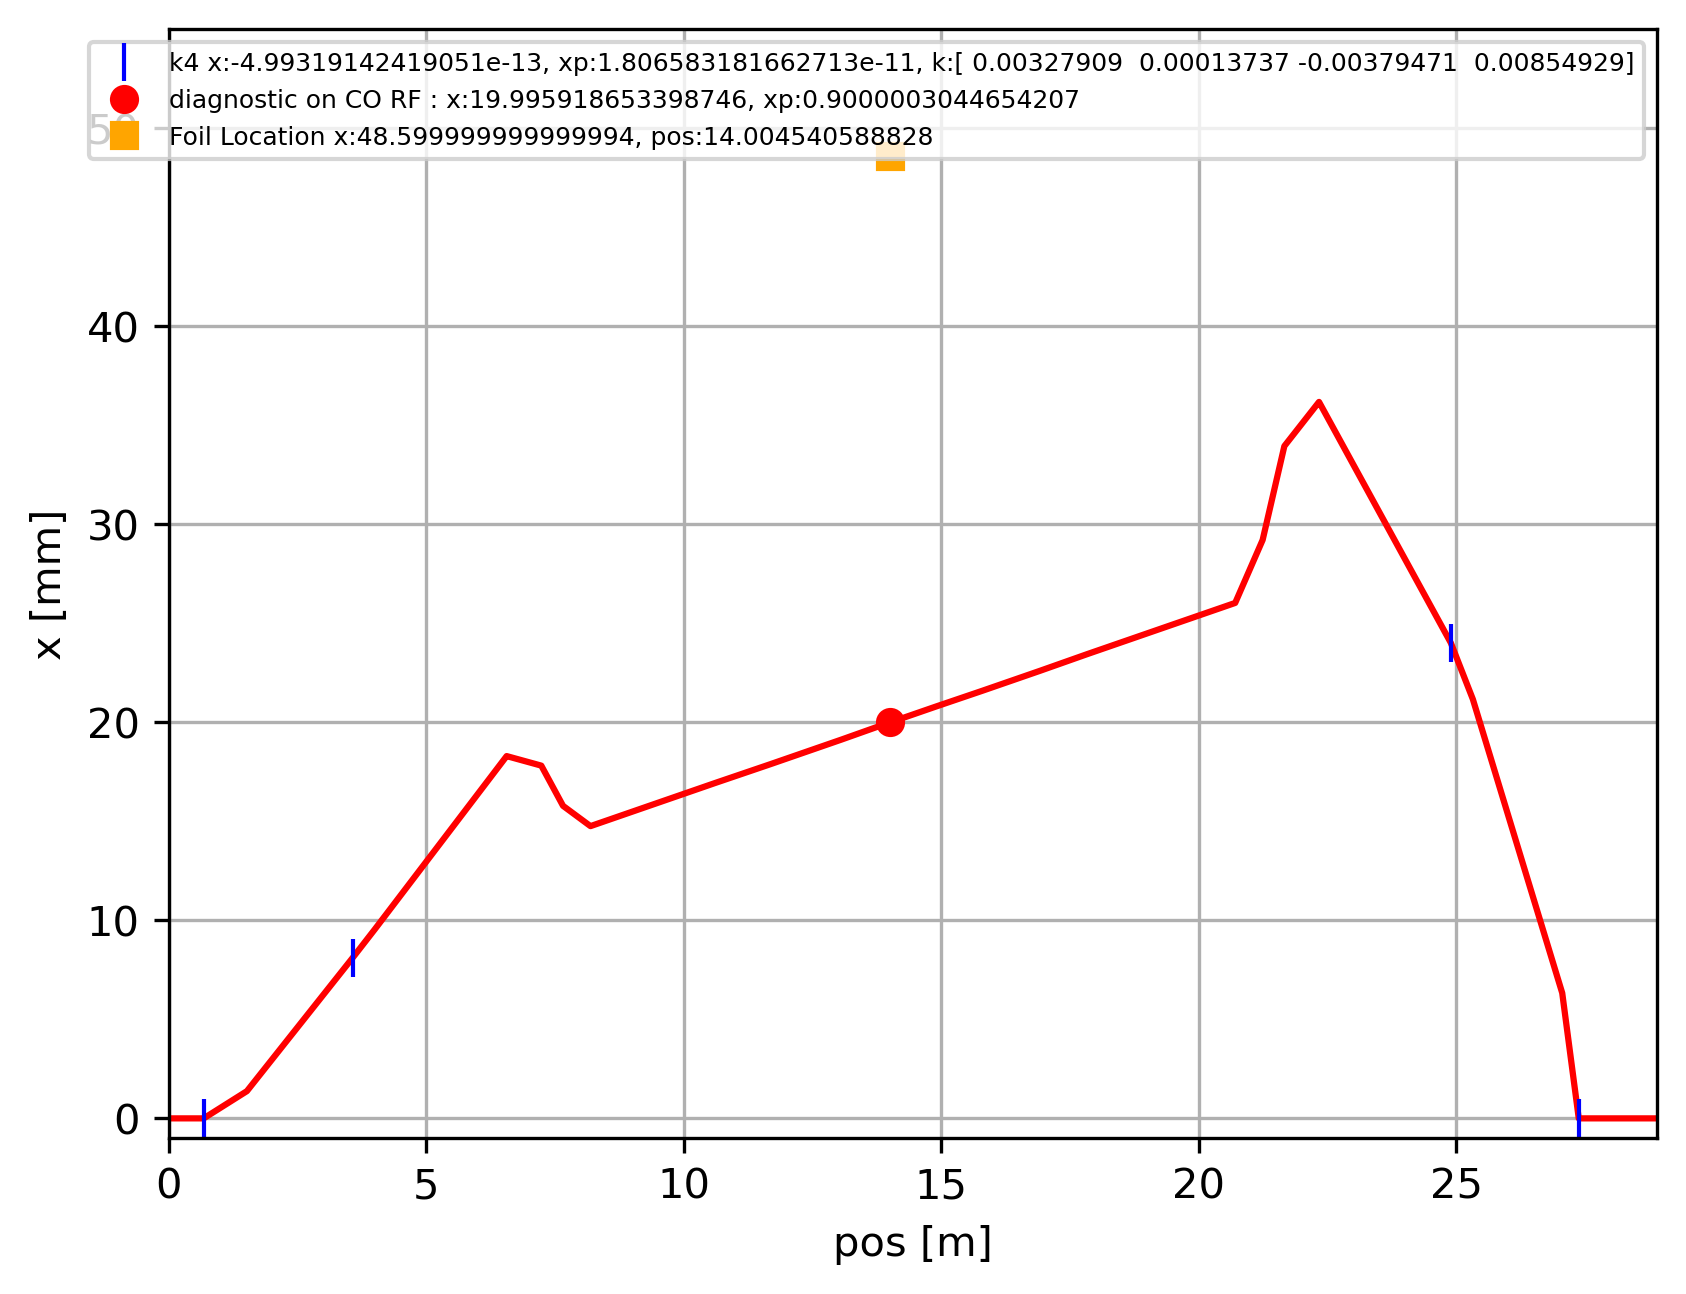 k4 x:-4.99319142419051e-13, xp:1.806583181662713e-11, k:[ 0.00327909  0.00013737 -0.00379471  0.00854929]
diagnostic on CO RF : x:19.995918653398746, xp:0.9000003044654207
Foil Location x:48.599999999999994, pos:14.004540588828
50
40
30
20
10
0
x [mm]
0 5 10 15 20 25
pos [m]